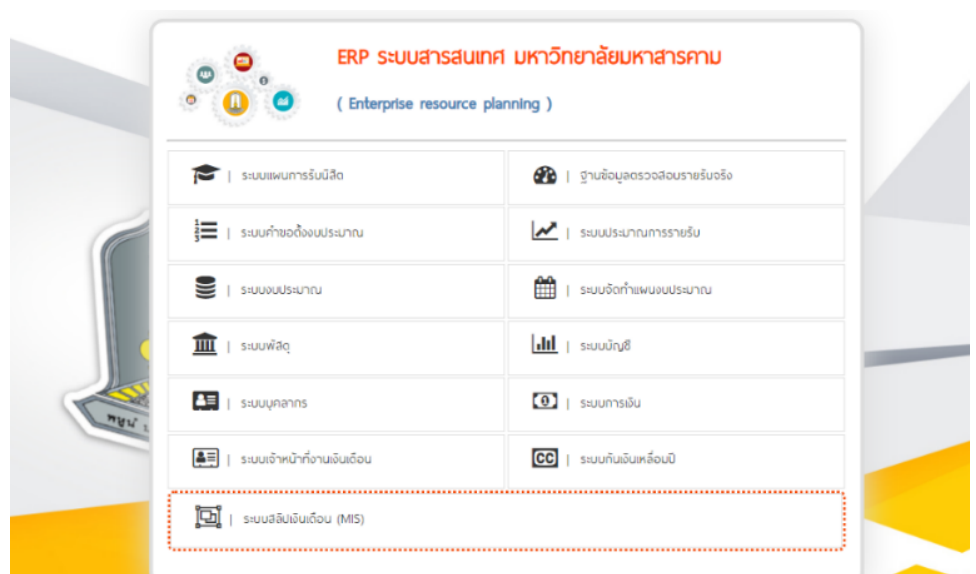 ERP ระบบสารสนเทศ มหาวิทยาลัยมหาสารคาม
( Enterprise resource planning )
| ระบบแผนการรับนิสิต
| ฐานข้อมูลตรวจสอบรายรับจริง
| ระบบคำขอตั้งงบประมาณ
| ระบบประมาณการรายรับ
| ระบบงบประมาณ
| ระบบจัดทำแผนงบประมาณ
| ระบบพัสดุ
| ระบบบัญชี
| ระบบบุคลากร
| ระบบการเงิน
| ระบบเจ้าหน้าที่งานเงินเดือน
CC | ระบบกันเงินเหลื่อมปี
| ระบบสลิปเงินเดือน (MIS)